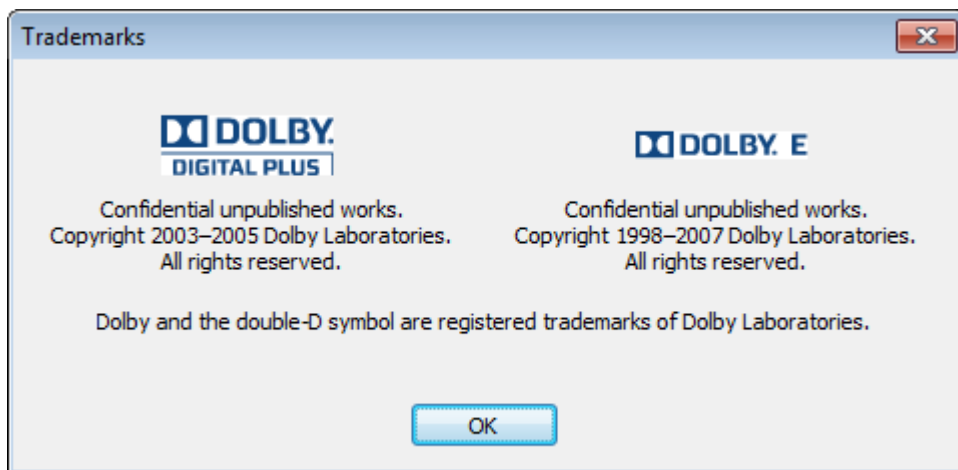 Trademarks
DOLBY.
DIGITAL PLUS
Confidential unpublished works.
Copyright 2003–2005 Dolby Laboratories.
All rights reserved.
DOLBY. E
Confidential unpublished works.
Copyright 1998–2007 Dolby Laboratories.
All rights reserved.
Dolby and the double-D symbol are registered trademarks of Dolby Laboratories.
OK